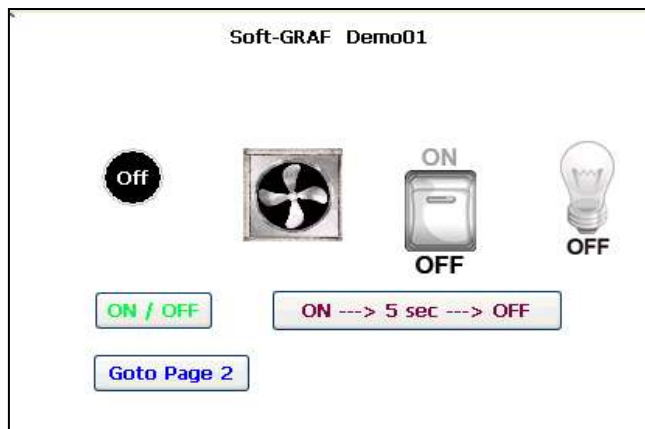 Soft-GRAF Demo01
Off
ON
OFF
OFF
ON / OFF
ON ---> 5 sec ---> OFF
Goto Page 2